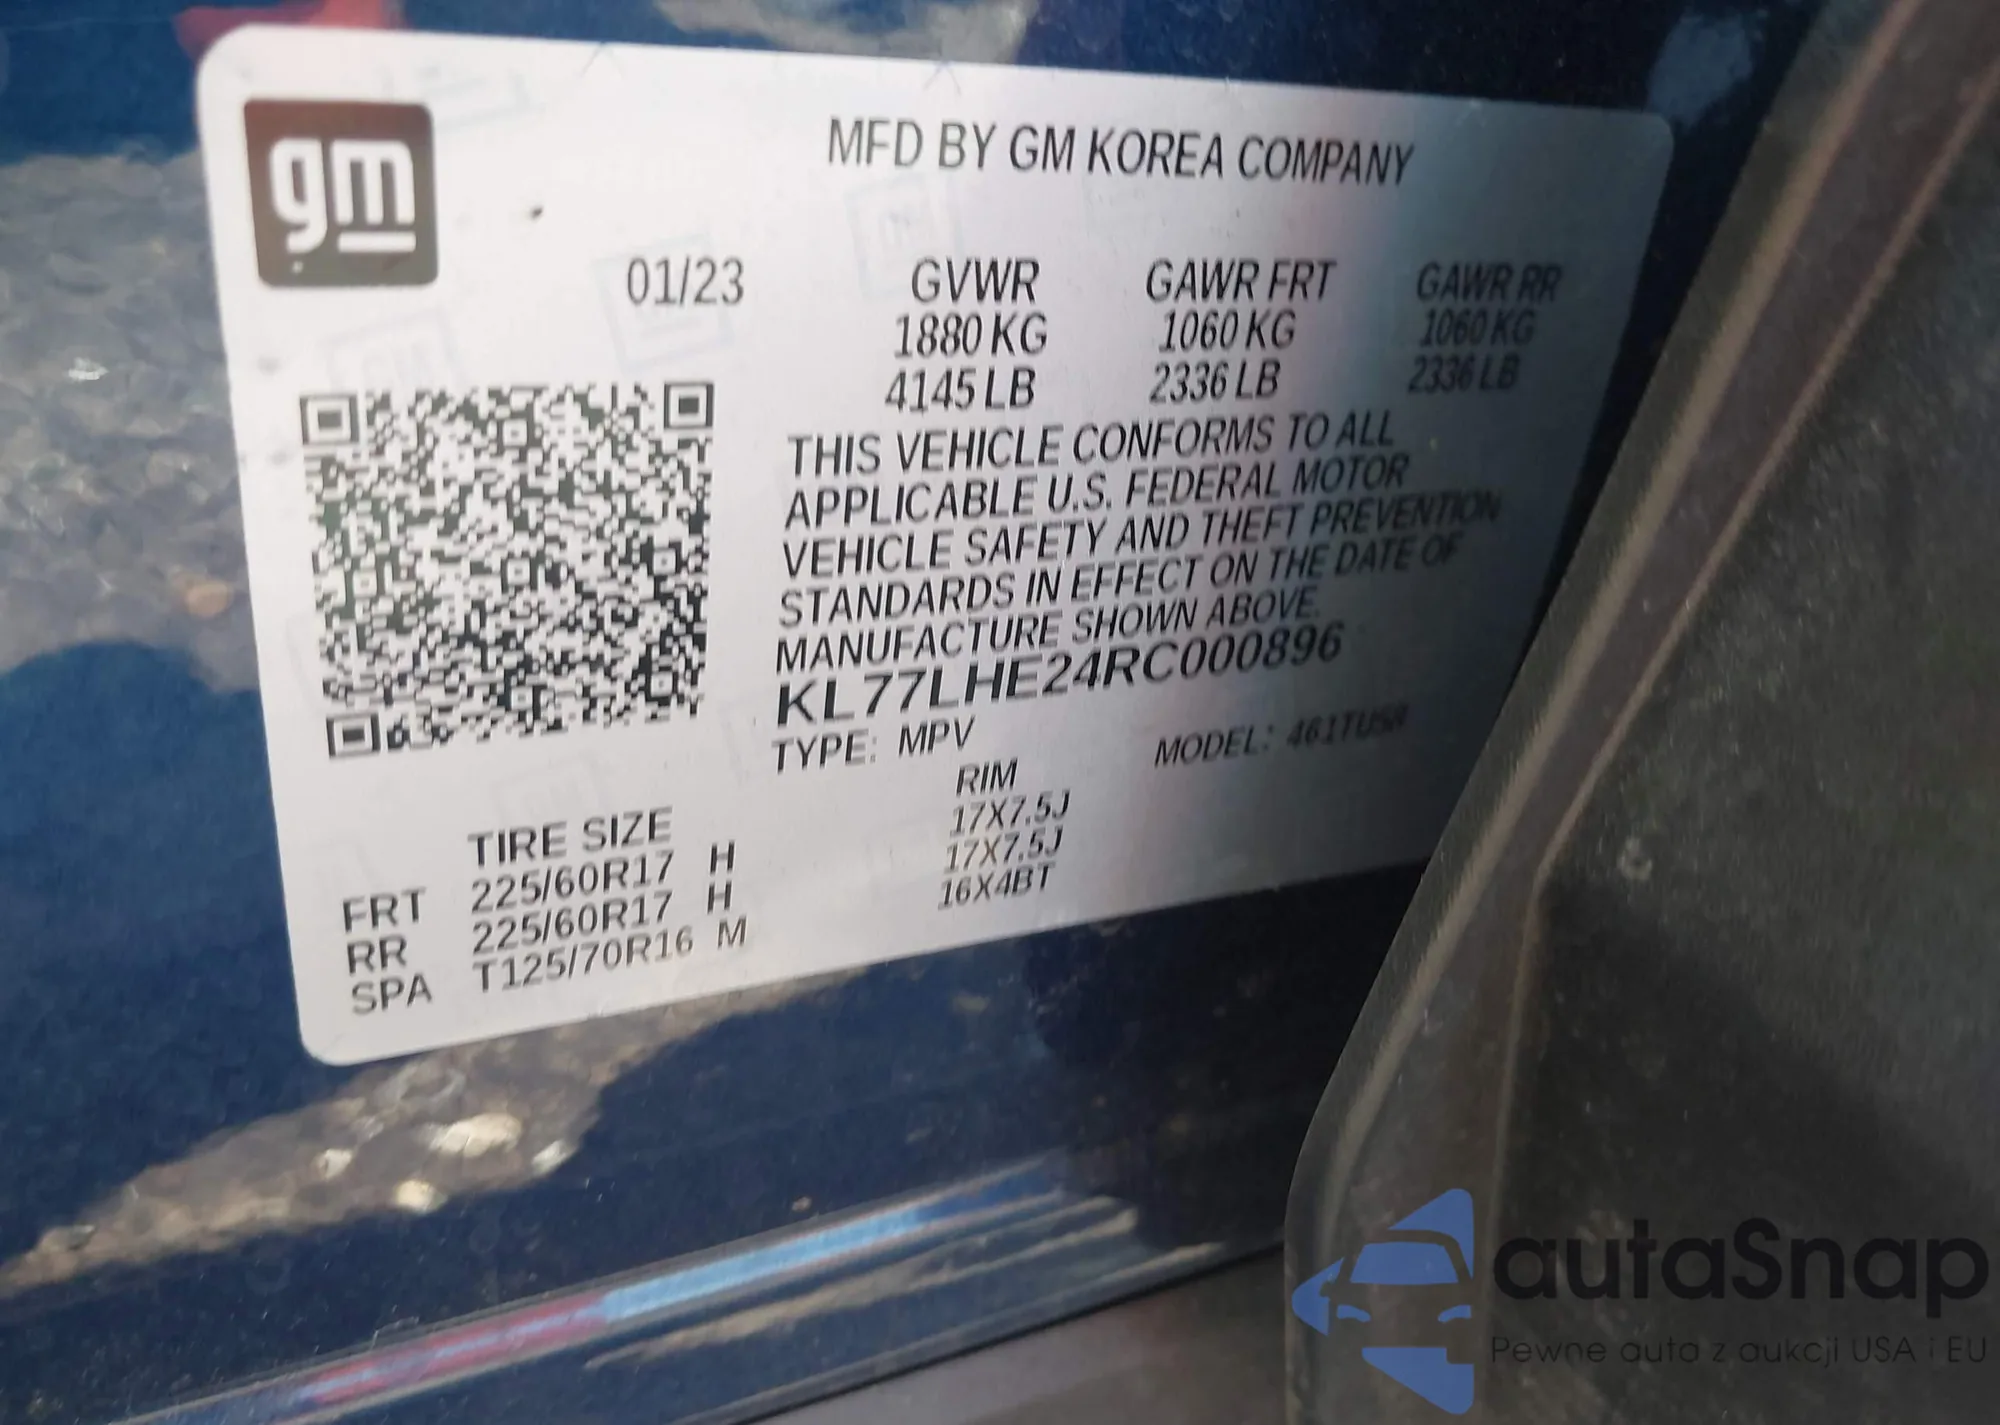 gm
MFD BY GM KOREA COMPANY
01/23
GVWR GAWR FRT GAWR RR
1880 KG 1060 KG 1060 KG
4145 LB 2336 LB 2336 LB
THIS VEHICLE CONFORMS TO ALL
APPLICABLE U.S. FEDERAL MOTOR
VEHICLE SAFETY AND THEFT PREVENTION
STANDARDS IN EFFECT ON THE DATE OF
MANUFACTURE SHOWN ABOVE.
KL77LHE24RC000896
TYPE: MPV MODEL: 461TUSR
TIRE SIZE RIM
FRT 225/60R17 H 17X7.5J
RR 225/60R17 H 17X7.5J
SPA T125/70R16 M 16X4BT
autaSnap
Pewne auta z aukcji USA i EU